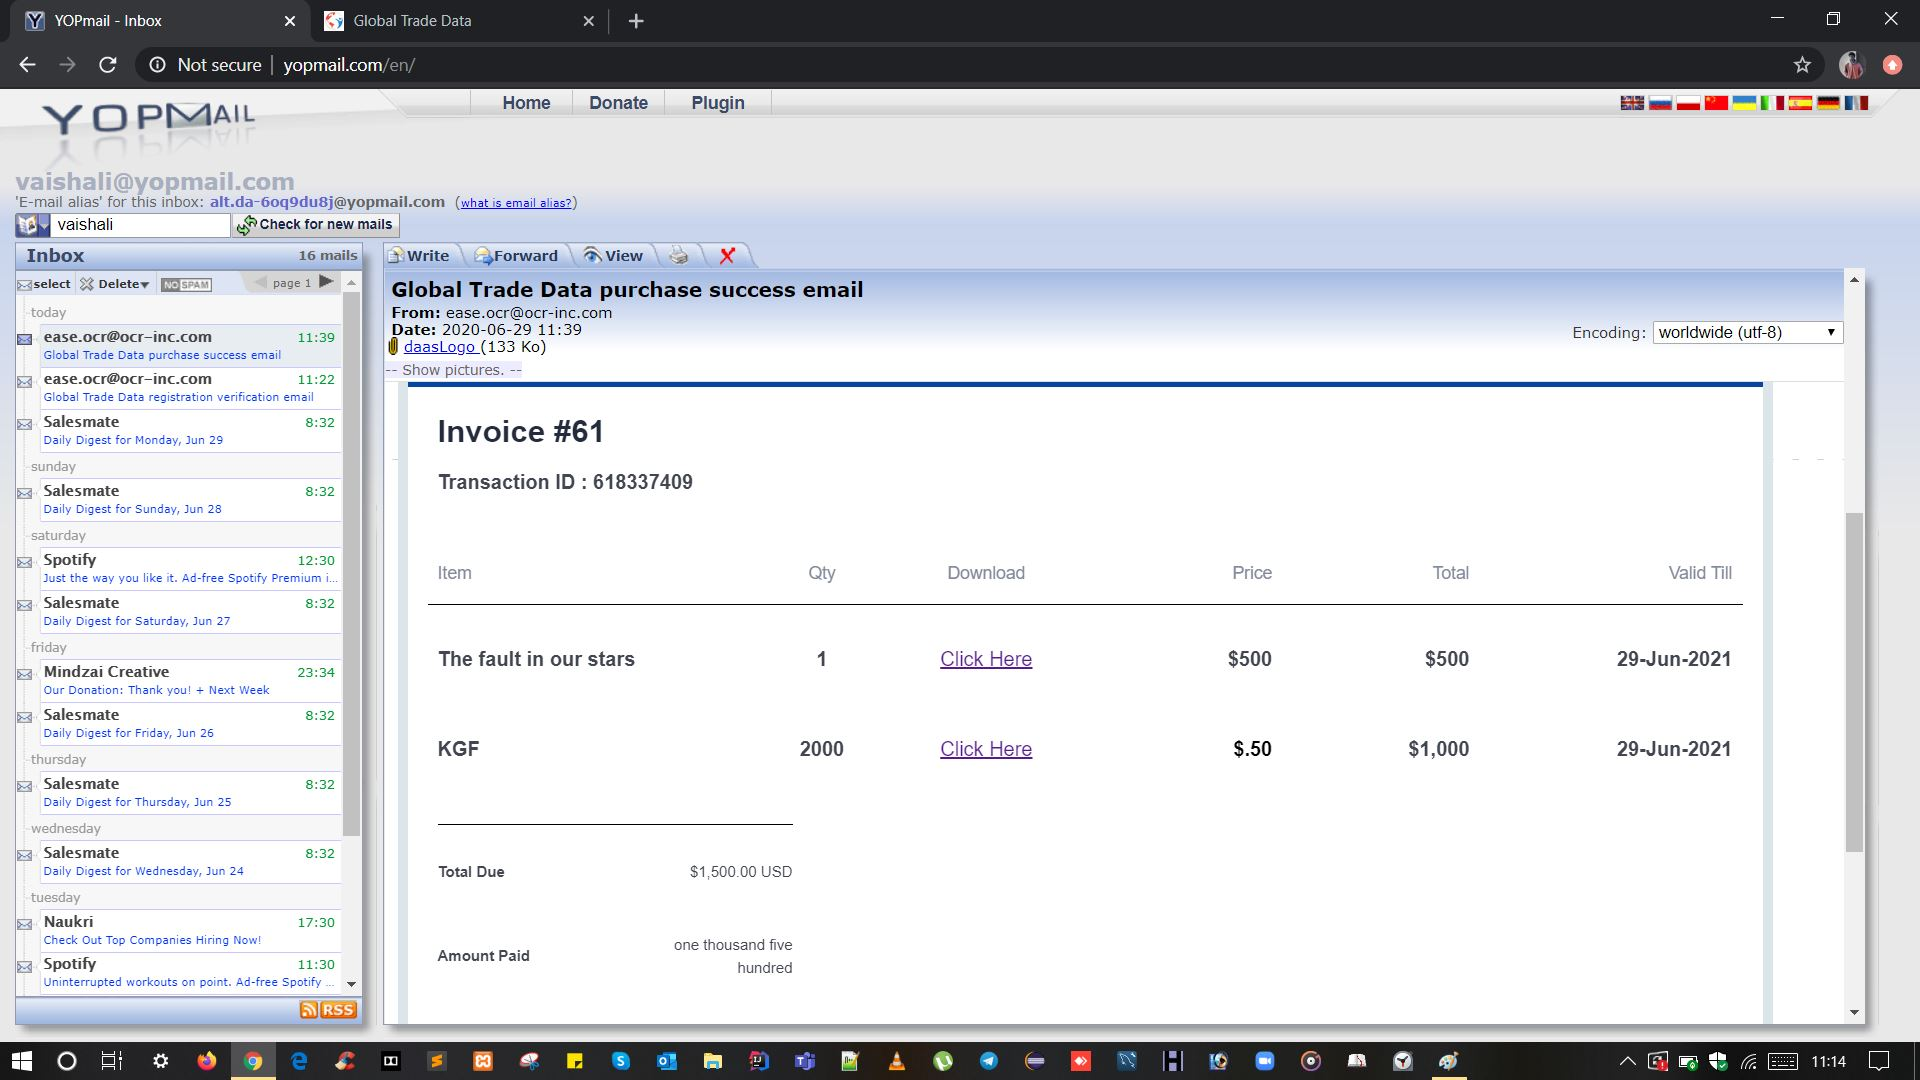 YOPmail - Inbox
Global Trade Data
Not secure | yopmail.com/en/
YOPMAIL
Home Donate Plugin
vaishali@yopmail.com
'E-mail alias' for this inbox: alt.da-6oq9du8j@yopmail.com (what is email alias?)
vaishali Check for new mails
Inbox 16 mails
select Delete NO SPAM page 1
today
ease.ocr@ocr-inc.com 11:39
Global Trade Data purchase success email
ease.ocr@ocr-inc.com 11:22
Global Trade Data registration verification email
Salesmate 8:32
Daily Digest for Monday, Jun 29
sunday
Salesmate 8:32
Daily Digest for Sunday, Jun 28
saturday
Spotify 12:30
Just the way you like it. Ad-free Spotify Premium i...
Salesmate 8:32
Daily Digest for Saturday, Jun 27
friday
Mindzai Creative 23:34
Our Donation: Thank you! + Next Week
Salesmate 8:32
Daily Digest for Friday, Jun 26
thursday
Salesmate 8:32
Daily Digest for Thursday, Jun 25
wednesday
Salesmate 8:32
Daily Digest for Wednesday, Jun 24
tuesday
Naukri 17:30
Check Out Top Companies Hiring Now!
Spotify 11:30
Uninterrupted workouts on point. Ad-free Spotify ...
RSS
Write Forward View
Global Trade Data purchase success email
From: ease.ocr@ocr-inc.com
Date: 2020-06-29 11:39
daasLogo (133 Ko)
Encoding: worldwide (utf-8)
-- Show pictures. --
Invoice #61
Transaction ID : 618337409
Item Qty Download Price Total Valid Till
The fault in our stars 1 Click Here $500 $500 29-Jun-2021
KGF 2000 Click Here $.50 $1,000 29-Jun-2021
Total Due $1,500.00 USD
Amount Paid one thousand five
hundred
11:14